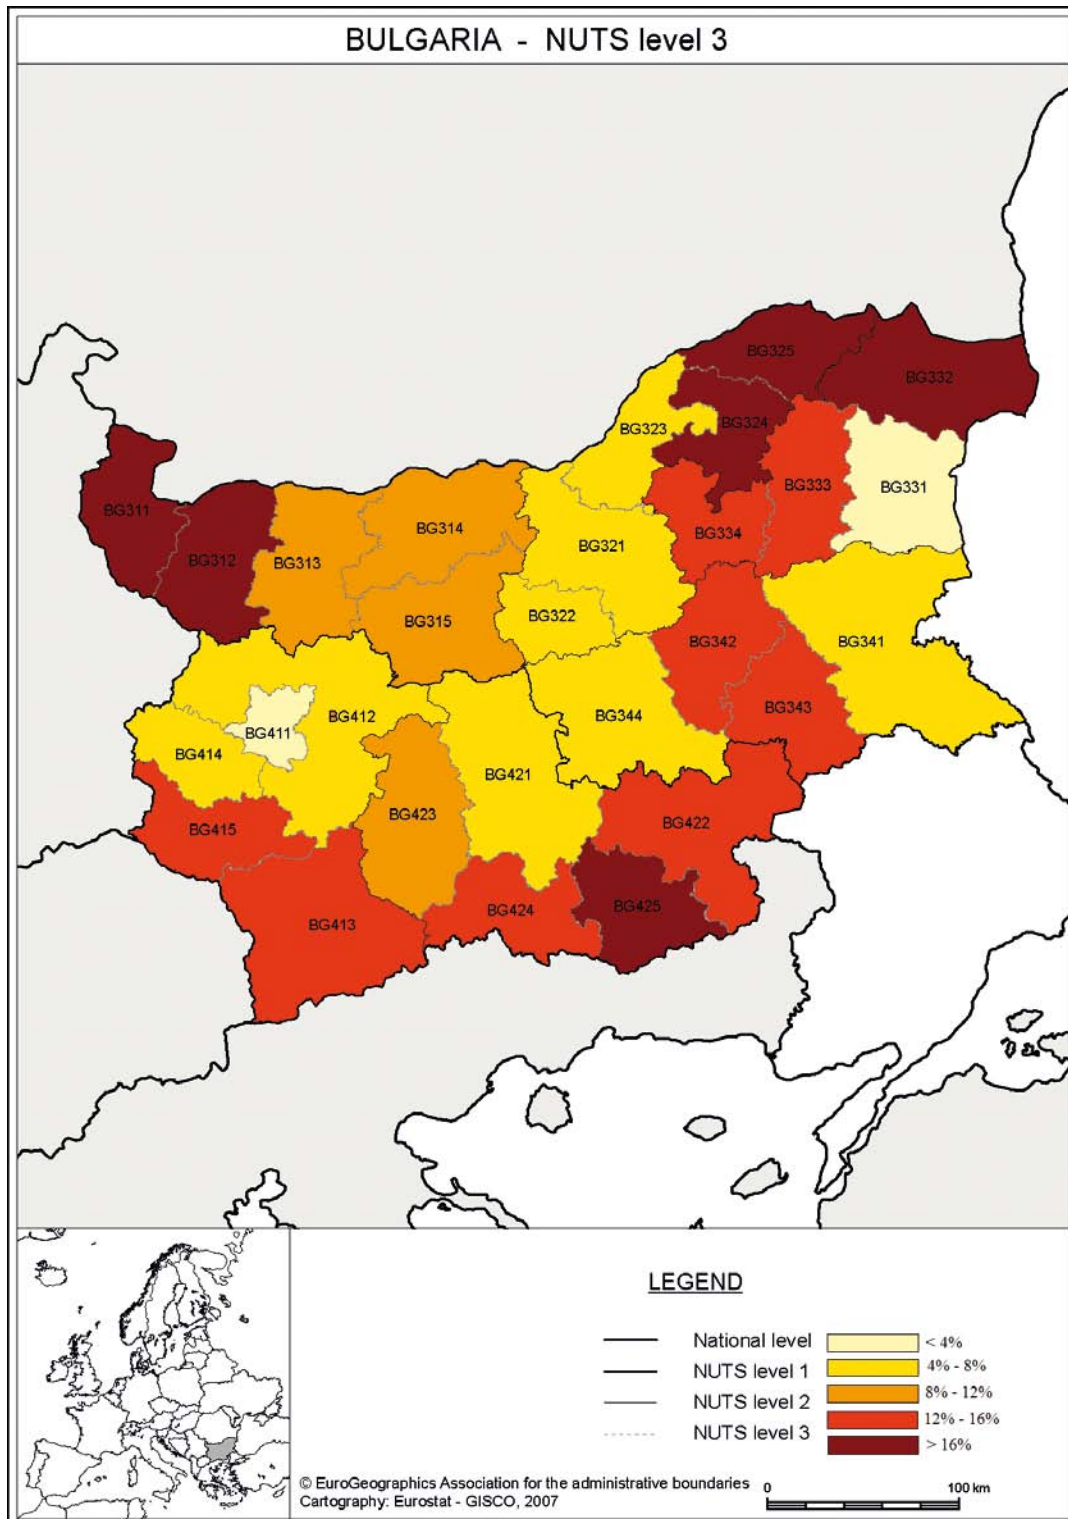 BULGARIA - NUTS level 3
BG325
BG332
BG323
BG324
BG311
BG333
BG331
BG312
BG313
BG314
BG321
BG334
BG315
BG322
BG342
BG341
BG412
BG411
BG344
BG343
BG414
BG421
BG423
BG415
BG422
BG413
BG424
BG425
LEGEND
National level < 4%
NUTS level 1 4% - 8%
NUTS level 2 8% - 12%
NUTS level 3 12% - 16%
> 16%
© EuroGeographics Association for the administrative boundaries
Cartography: Eurostat - GISCO, 2007
0 100 km